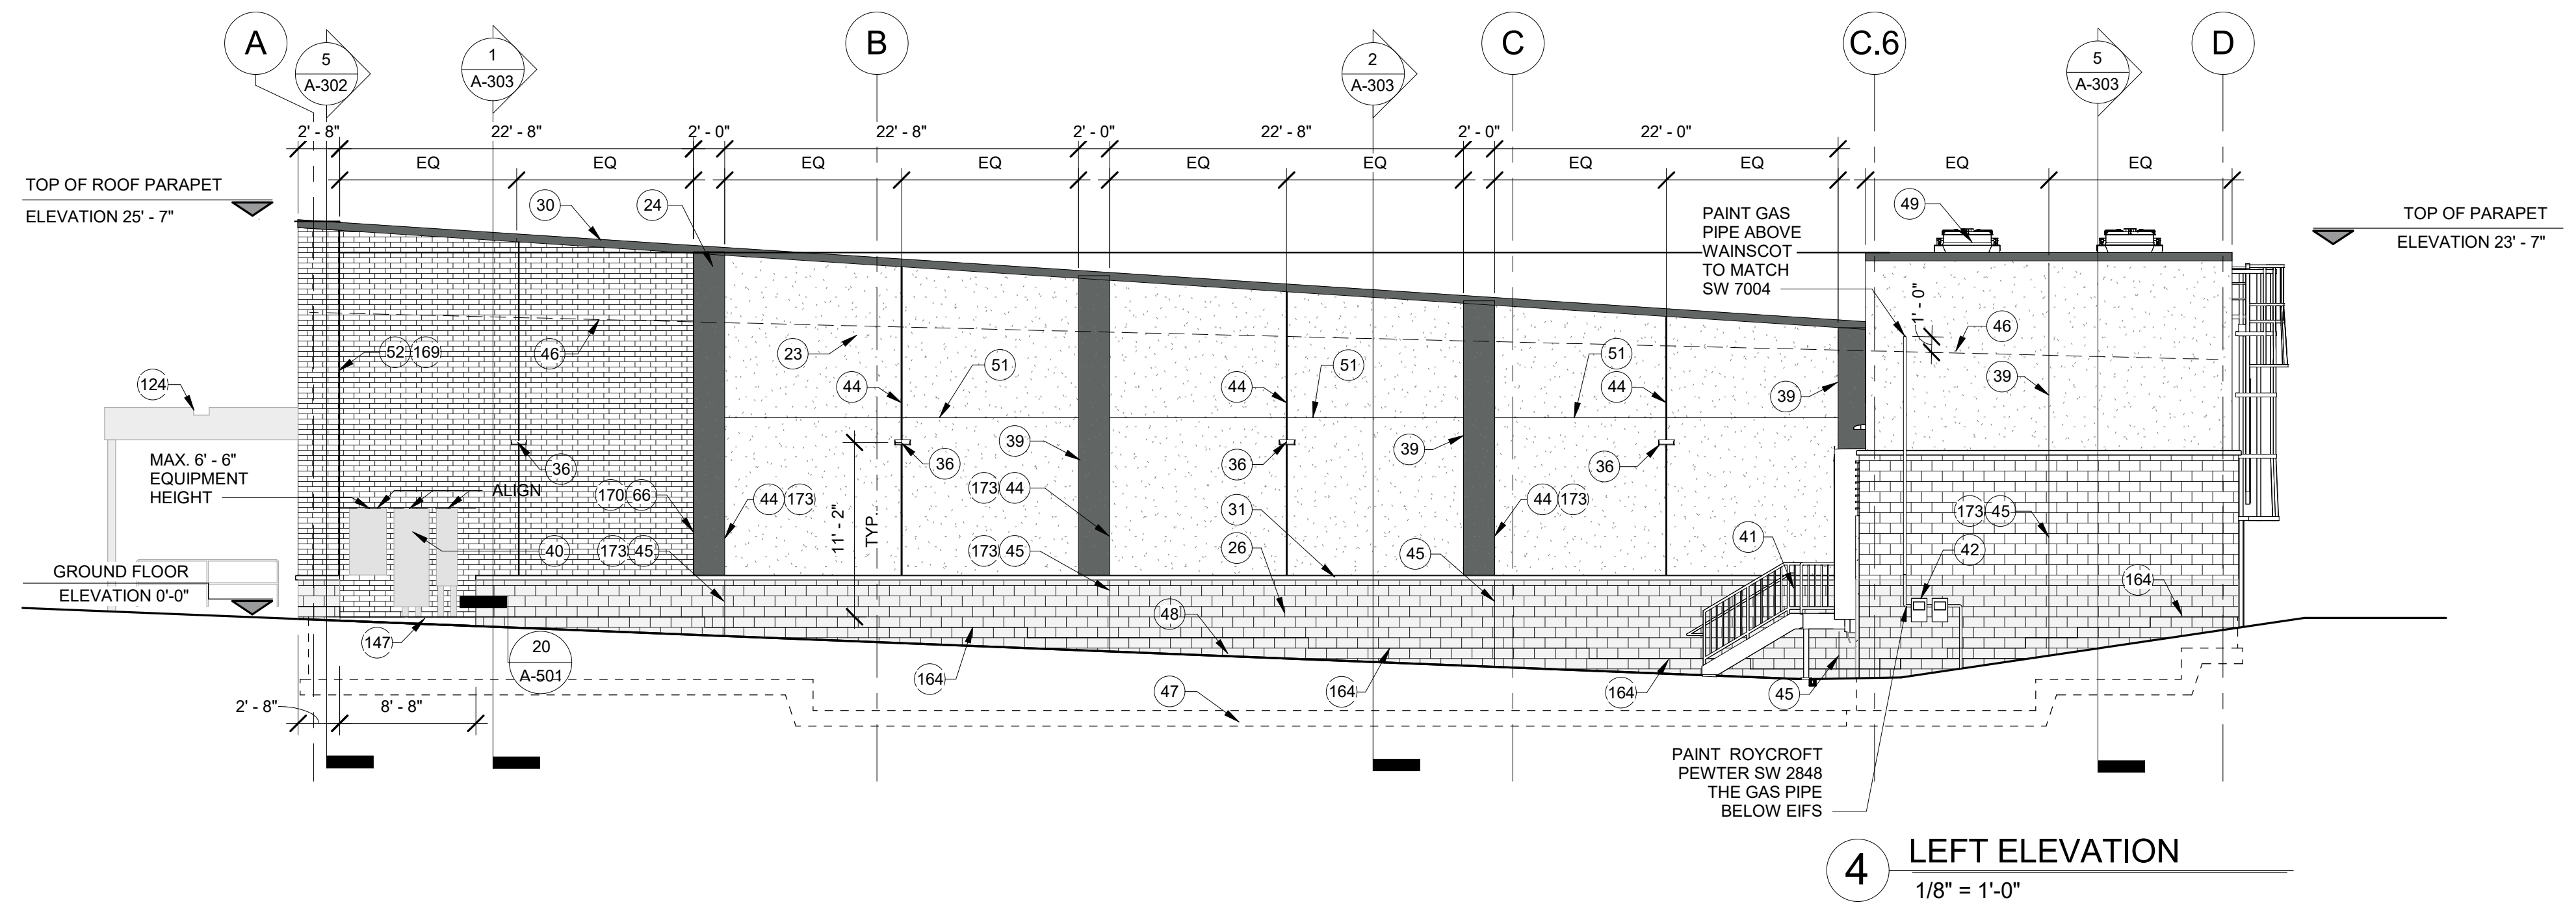 A
B
C
C.6
D
5
A-302
1
A-303
2
A-303
5
A-303
2' - 8"
22' - 8"
2' - 0"
22' - 8"
2' - 0"
22' - 8"
2' - 0"
22' - 0"
EQ
EQ
EQ
EQ
EQ
EQ
EQ
EQ
EQ
EQ
TOP OF ROOF PARAPET
ELEVATION 25' - 7"
30
24
PAINT GAS
PIPE ABOVE
WAINSCOT
TO MATCH
SW 7004
49
TOP OF PARAPET
ELEVATION 23' - 7"
1' - 0"
52
169
46
23
44
51
44
51
44
51
39
46
39
124
MAX. 6' - 6"
EQUIPMENT
HEIGHT
ALIGN
36
39
36
36
39
36
170
66
44
173
173
44
44
173
173
45
11' - 2"
TYP.
31
26
40
173
45
173
45
45
41
42
164
GROUND FLOOR
ELEVATION 0'-0"
147
20
A-501
48
164
164
164
45
47
2' - 8"
8' - 8"
PAINT ROYCROFT
PEWTER SW 2848
THE GAS PIPE
BELOW EIFS
4
LEFT ELEVATION
1/8" = 1'-0"